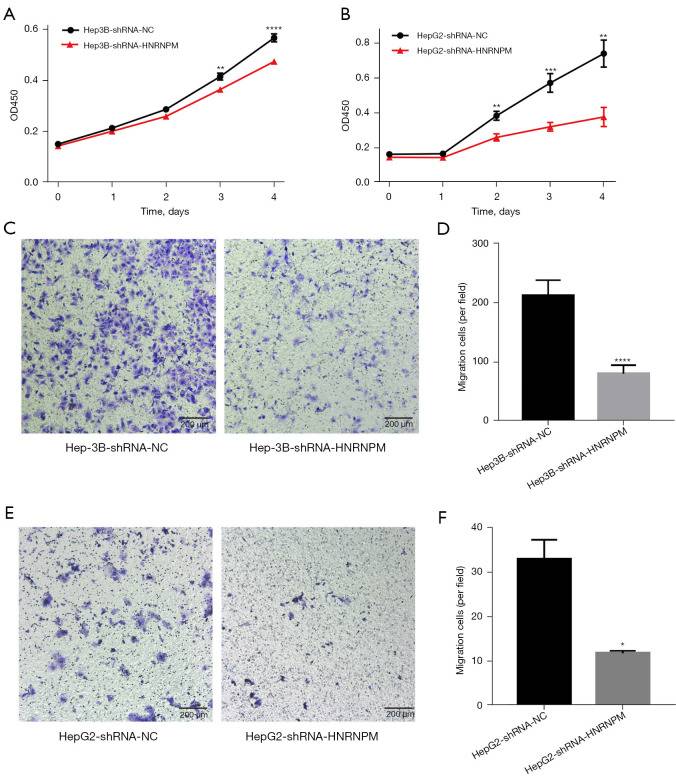 A
Hep3B-shRNA-NC
Hep3B-shRNA-HNRNPM
OD450
0.6
0.4
0.2
0.0
**
****
0 1 2 3 4
Time, days
B
HepG2-shRNA-NC
HepG2-shRNA-HNRNPM
OD450
0.8
0.6
0.4
0.2
0.0
**
***
**
0 1 2 3 4
Time, days
C
200 μm
200 μm
Hep-3B-shRNA-NC
Hep-3B-shRNA-HNRNPM
D
Migration cells (per field)
300
200
100
0
****
Hep3B-shRNA-NC
Hep3B-shRNA-HNRNPM
E
200 μm
200 μm
HepG2-shRNA-NC
HepG2-shRNA-HNRNPM
F
Migration cells (per field)
40
30
20
10
0
*
HepG2-shRNA-NC
HepG2-shRNA-HNRNPM